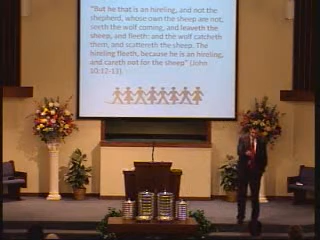 "But he that is an hireling, and not the
shepherd, whose own the sheep are not,
seeth the wolf coming, and leaveth the
sheep, and fleeth: and the wolf catcheth
them, and scattereth the sheep. The
hireling fleeth, because he is an hireling,
and careth not for the sheep" (John
10:12-13)